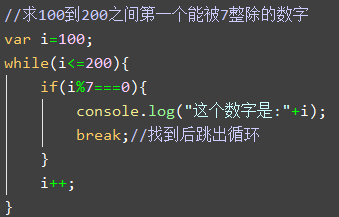 //求100到200之间第一个能被7整除的数字
var i=100;
while(i<=200){
    if(i%7===0){
        console.log("这个数字是:"+i);
        break;//找到后跳出循环
    }
    i++;
}